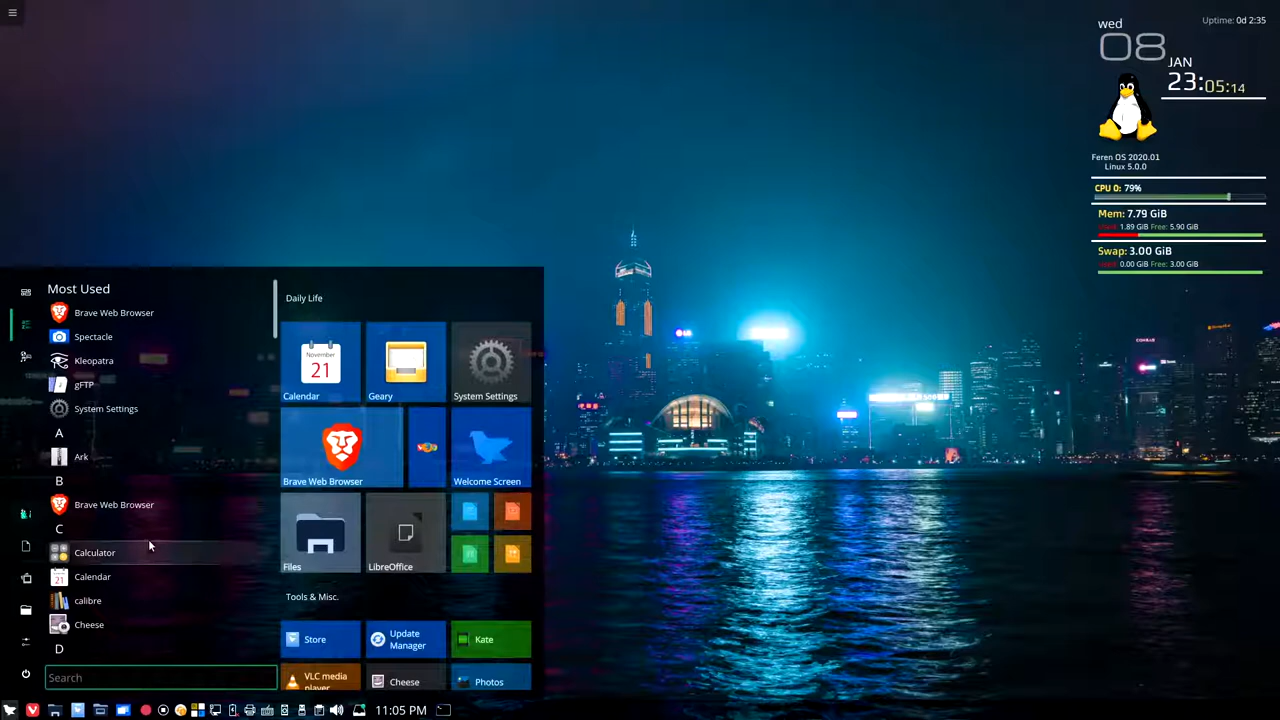 wed
08
Uptime: 0d 2:35
JAN
23:05:14
Feren OS 2020.01
Linux 5.0.0
CPU 0: 79%
Mem: 7.79 GiB
1.89 GiB Free: 5.90 GiB
Swap: 3.00 GiB
0.00 GiB Free: 3.00 GiB
Most Used
Brave Web Browser
Spectacle
Kleopatra
gFTP
System Settings
A
Ark
B
Brave Web Browser
C
Calculator
Calendar
21
calibre
Cheese
D
Search
Daily Life
November
21
Calendar
Geary
System Settings
Brave Web Browser
Welcome Screen
Files
LibreOffice
Tools & Misc.
Store
Update
Manager
Kate
VLC media
player
Cheese
Photos
11:05 PM